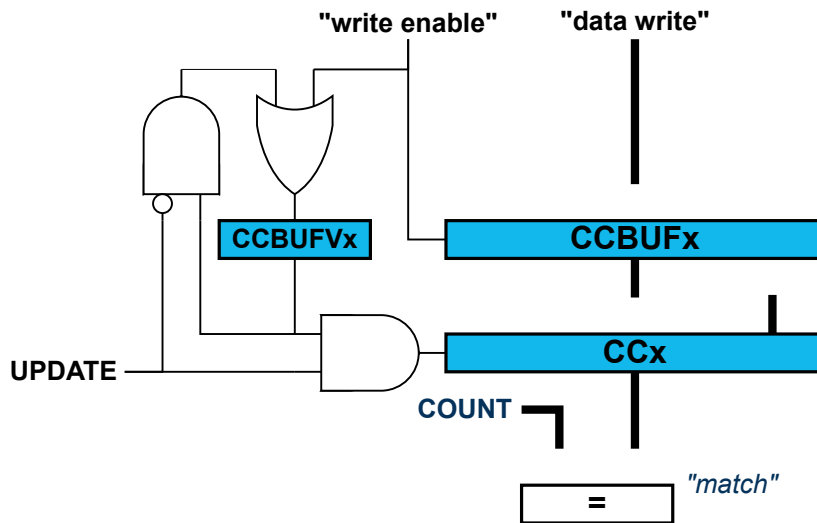 "write enable"
"data write"
CCBUFVx
CCBUFx
CCx
UPDATE
COUNT
"match"
=